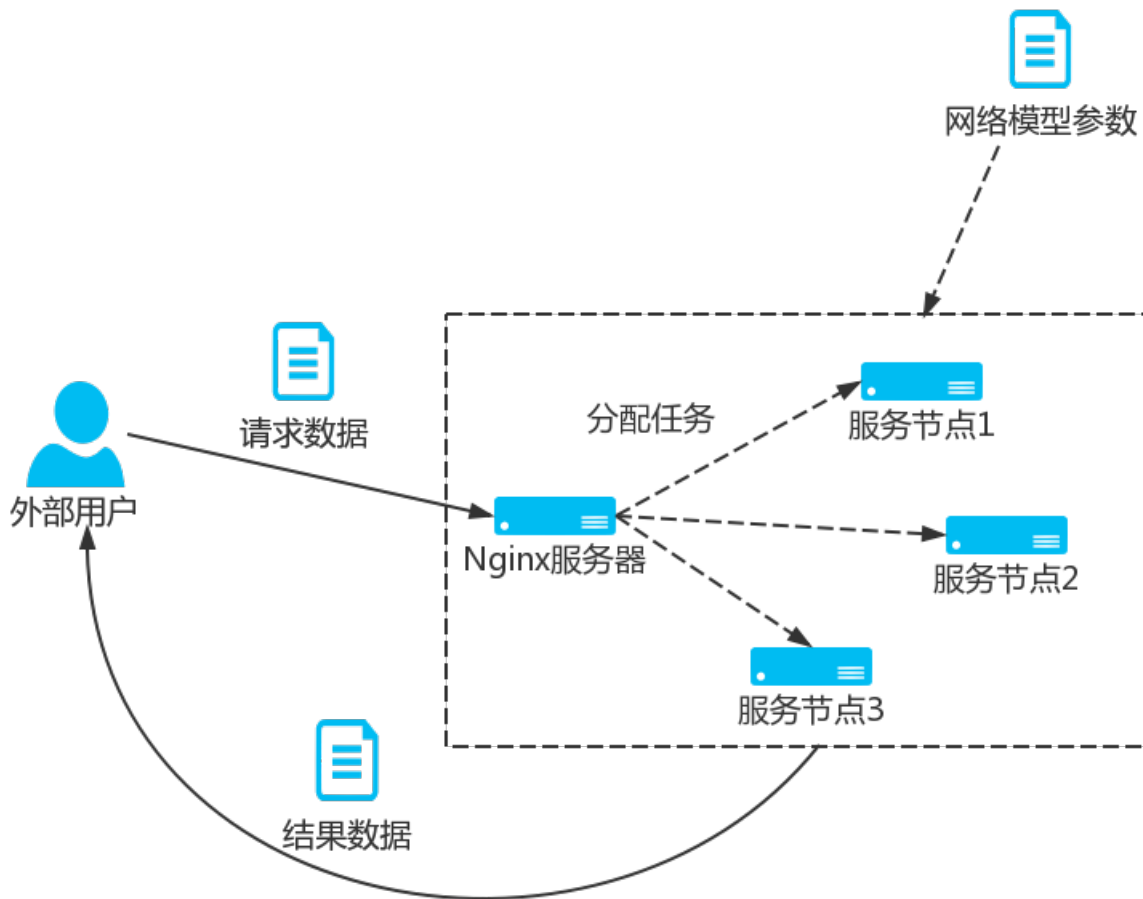 网络模型参数
请求数据
分配任务
服务节点1
外部用户
Nginx服务器
服务节点2
服务节点3
结果数据